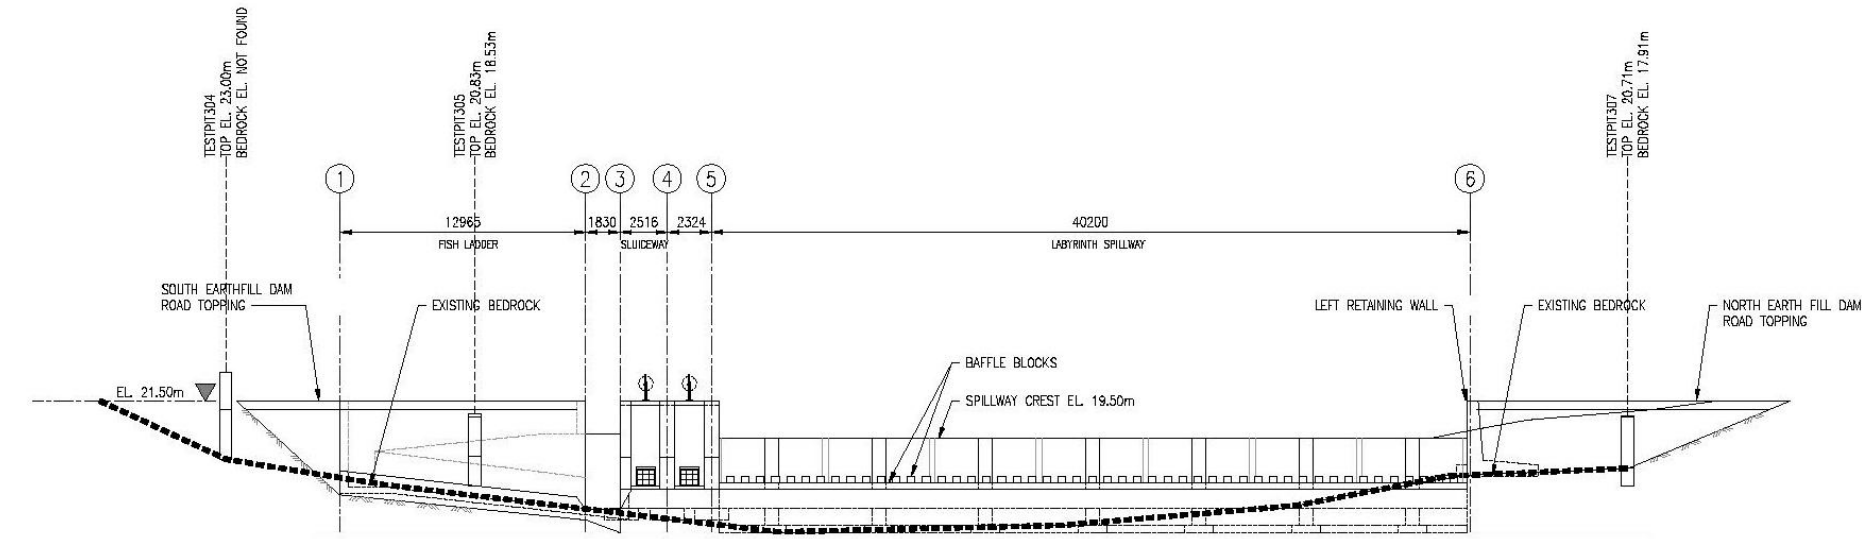 TESTPIT304
TOP EL. 23.00m
BEDROCK EL. NOT FOUND
TESTPIT305
TOP EL. 20.83m
BEDROCK EL. 18.53m
TESTPIT307
TOP EL. 20.71m
BEDROCK EL. 17.91m
1
2
3
4
5
6
12965
1830
2516
2324
40200
FISH LADDER
SLUICEWAY
LABYRINTH SPILLWAY
SOUTH EARTHFILL DAM
ROAD TOPPING
EXISTING BEDROCK
LEFT RETAINING WALL
EXISTING BEDROCK
NORTH EARTH FILL DAM
ROAD TOPPING
BAFFLE BLOCKS
EL. 21.50m
SPILLWAY CREST EL. 19.50m